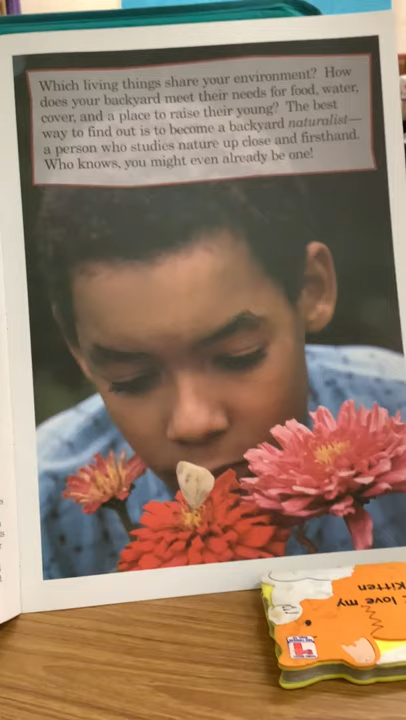 Which living things share your environment? How
does your backyard meet their needs for food, water,
cover, and a place to raise their young? The best
way to find out is to become a backyard naturalist—
a person who studies nature up close and firsthand.
Who knows, you might even already be one!
love my
Kitten